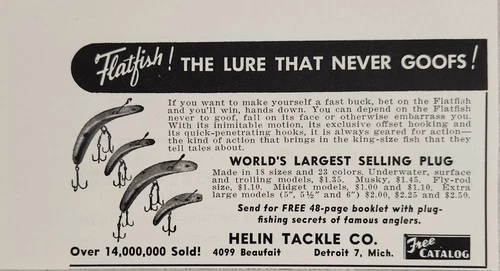 Flatfish! THE LURE THAT NEVER GOOFS!
If you want to make yourself a fast buck, bet on the Flatfish
and you'll win, hands down. You can depend on the Flatfish
never to goof, fall on its face or otherwise embarrass you.
With its inimitable motion, its exclusive offset hooking and
its quick-penetrating hooks, it is always geared for action—
the kind of action that brings in the king-size fish that they
tell tales about.
WORLD'S LARGEST SELLING PLUG
Made in 18 sizes and 23 colors. Underwater, surface
and trolling models, $1.35. Musky, $1.45. Fly-rod
size, $1.10. Midget models, $1.00 and $1.10. Extra
large models (5", 5½" and 6") $2.00, $2.25 and $2.50.
Send for FREE 48-page booklet with plug-
fishing secrets of famous anglers.
Over 14,000,000 Sold!
HELIN TACKLE CO.
4099 Beaufait Detroit 7, Mich.
Free
CATALOG